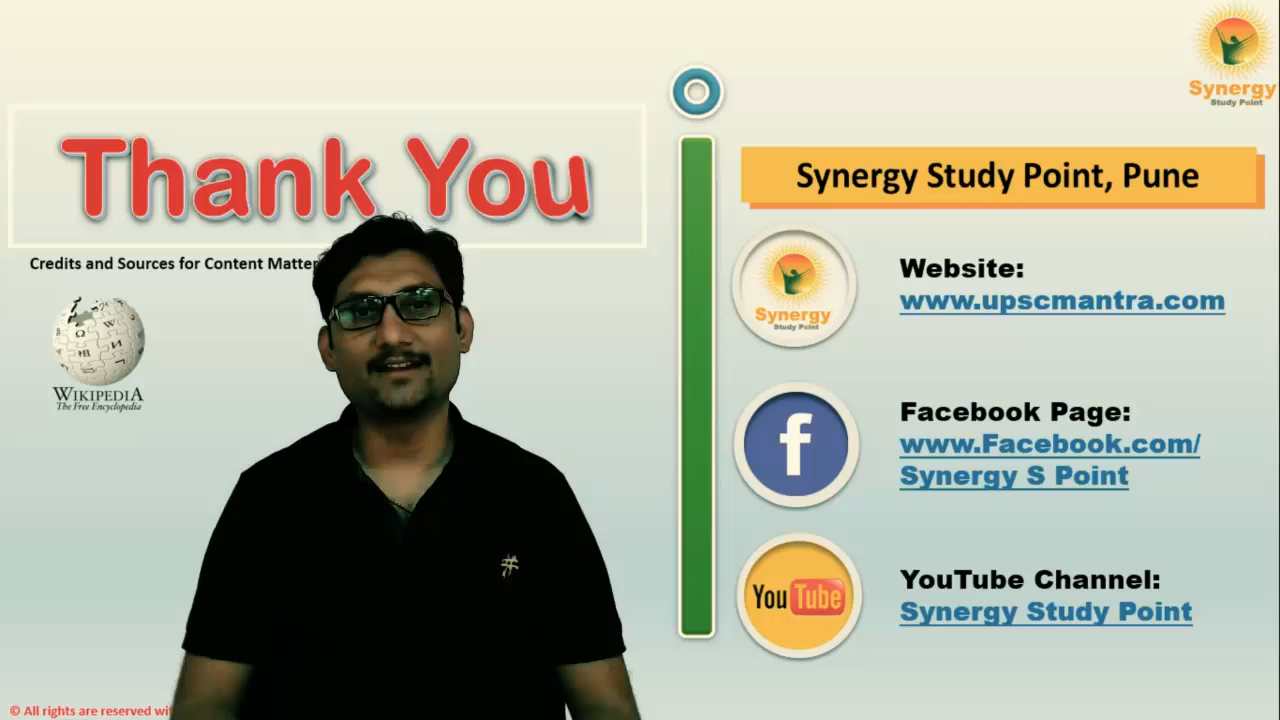 Synergy
Study Point
Thank You
Synergy Study Point, Pune
Credits and Sources for Content Matter
WIKIPEDIA
The Free Encyclopedia
Synergy
Study Point
Website:
www.upscmantra.com
f
Facebook Page:
www.Facebook.com/
Synergy S Point
YouTube
YouTube Channel:
Synergy Study Point
© All rights are reserved